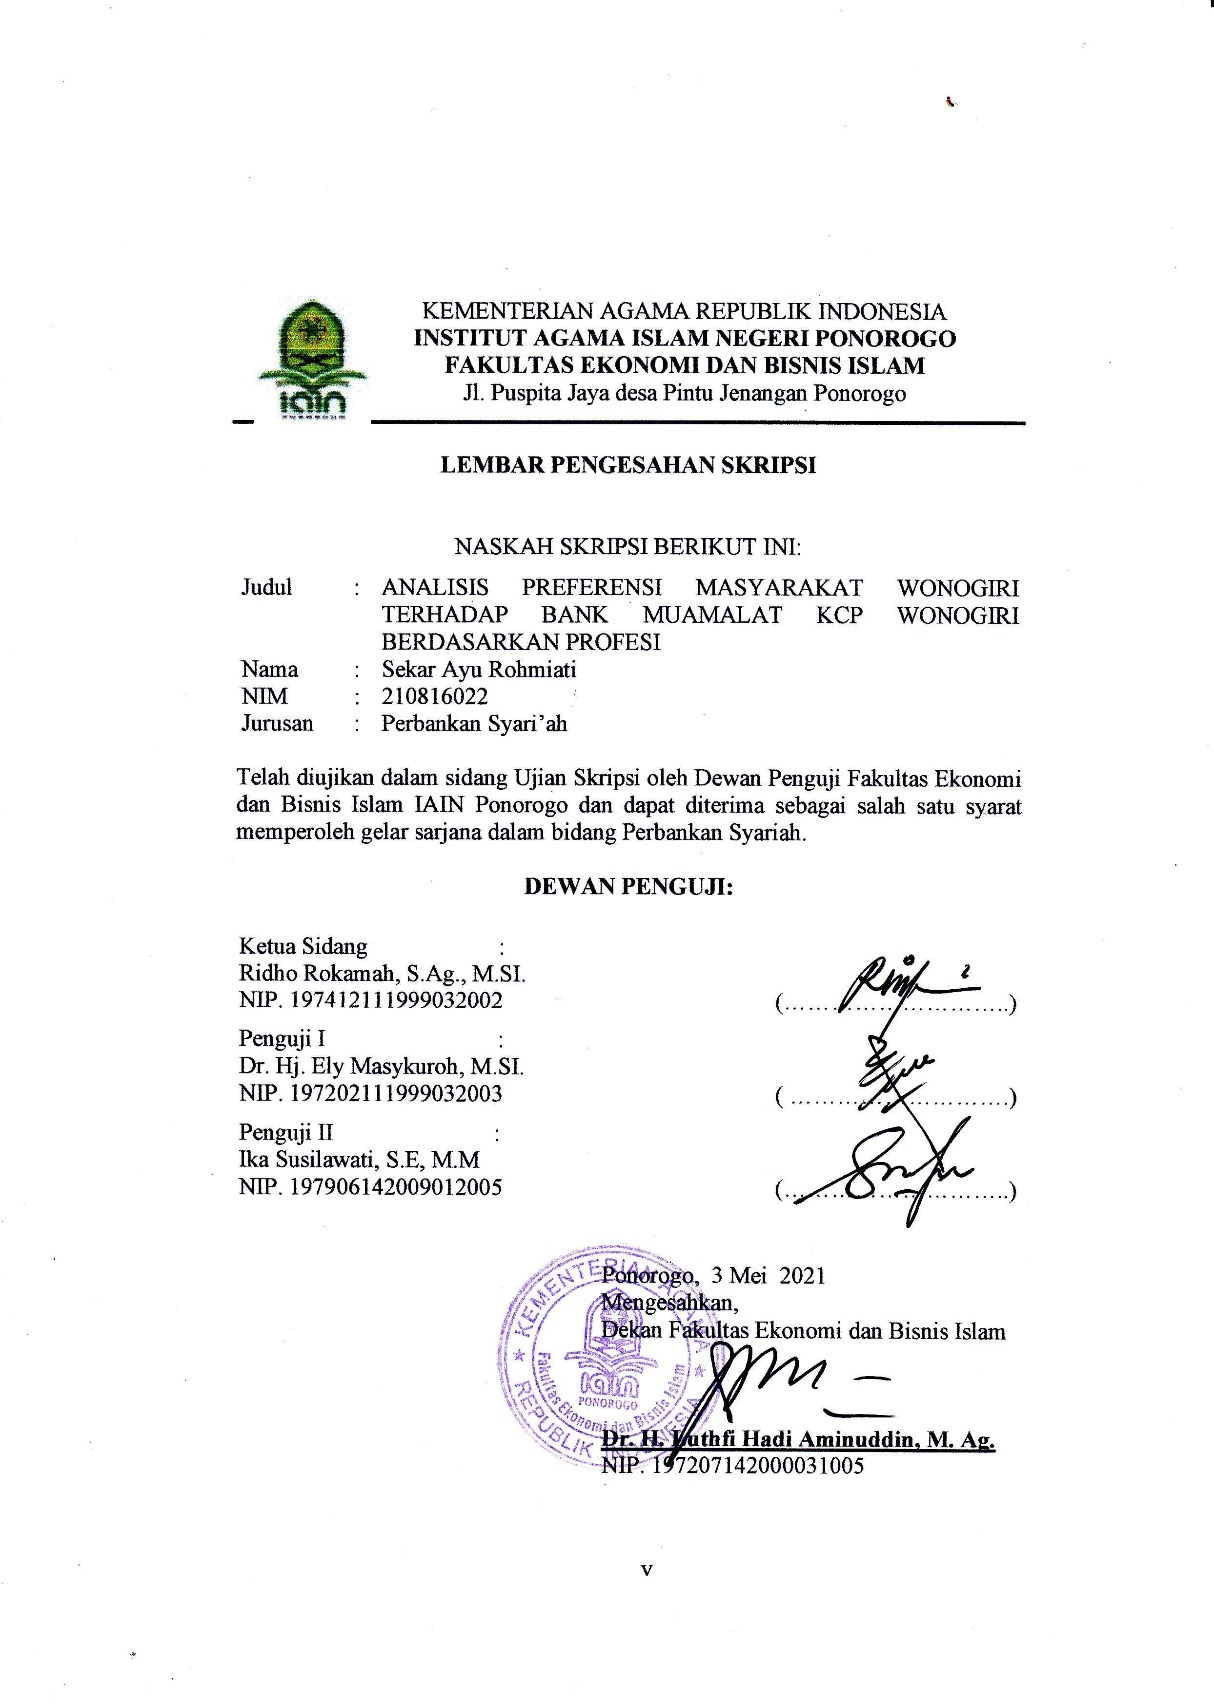 KEMENTERIAN AGAMA REPUBLIK INDONESIA
INSTITUT AGAMA ISLAM NEGERI PONOROGO
FAKULTAS EKONOMI DAN BISNIS ISLAM
Jl. Puspita Jaya desa Pintu Jenangan Ponorogo
iain
LEMBAR PENGESAHAN SKRIPSI
NASKAH SKRIPSI BERIKUT INI:
Judul : ANALISIS PREFERENSI MASYARAKAT WONOGIRI
TERHADAP BANK MUAMALAT KCP WONOGIRI
BERDASARKAN PROFESI
Nama : Sekar Ayu Rohmiati
NIM : 210816022
Jurusan : Perbankan Syari’ah
Telah diujikan dalam sidang Ujian Skripsi oleh Dewan Penguji Fakultas Ekonomi
dan Bisnis Islam IAIN Ponorogo dan dapat diterima sebagai salah satu syarat
memperoleh gelar sarjana dalam bidang Perbankan Syariah.
DEWAN PENGUJI:
Ketua Sidang :
Ridho Rokamah, S.Ag., M.SI.
NIP. 197412111999032002 (..............................)
Penguji I :
Dr. Hj. Ely Masykuroh, M.SI.
NIP. 197202111999032003 ( .............................)
Penguji II :
Ika Susilawati, S.E, M.M
NIP. 197906142009012005 (..............................)
Ponorogo, 3 Mei 2021
Mengesahkan,
Dekan Fakultas Ekonomi dan Bisnis Islam
KEMENTERIAN AGAMA
REPUBLIK INDONESIA
Fakultas Ekonomi dan Bisnis Islam
iain
PONOROGO
Dr. H. Luthfi Hadi Aminuddin, M. Ag.
NIP. 197207142000031005
v